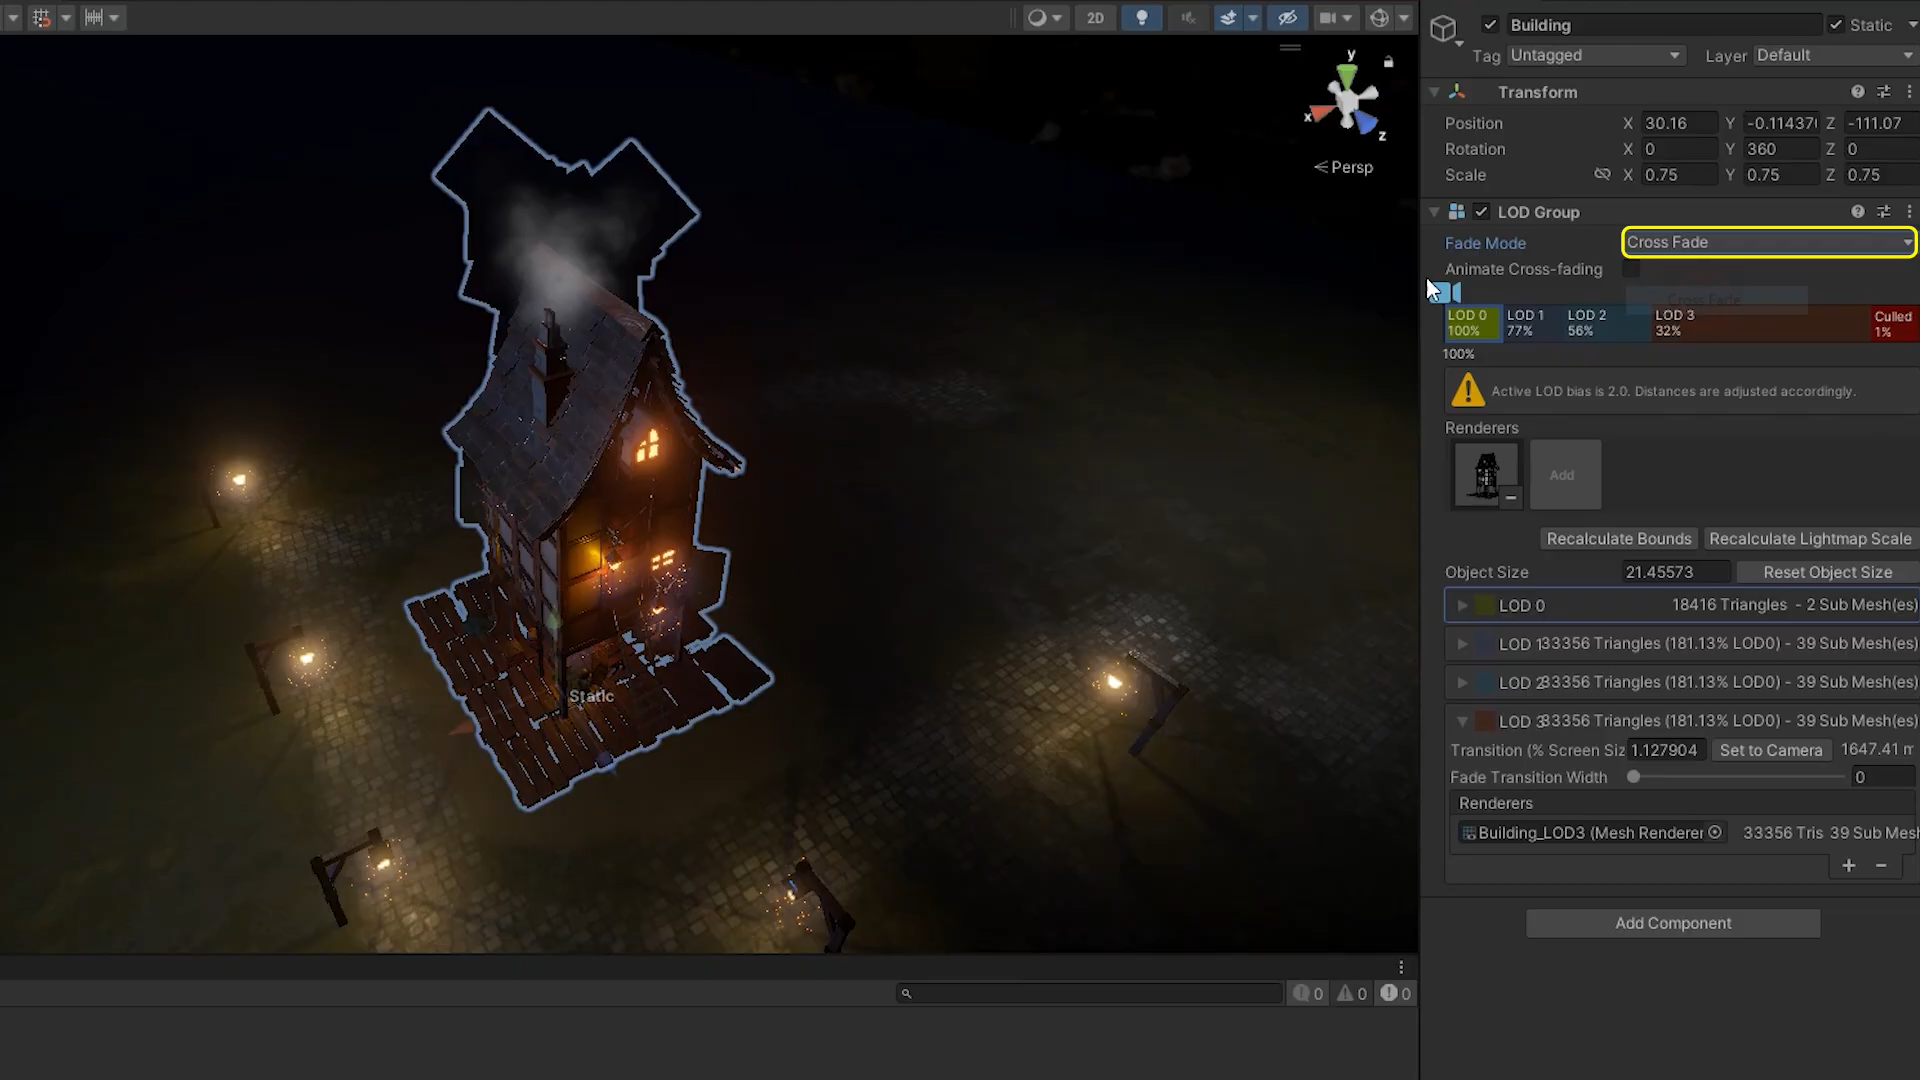 2D
Building
Static
Tag Untagged Layer Default
y
x
z
Persp
Transform
Position X 30.16 Y -0.11437 Z -111.07
Rotation X 0 Y 360 Z 0
Scale X 0.75 Y 0.75 Z 0.75
LOD Group
Fade Mode Cross Fade
Animate Cross-fading
Cross Fade
LOD 0 LOD 1 LOD 2 LOD 3 Culled
100% 77% 56% 32% 1%
100%
Active LOD bias is 2.0. Distances are adjusted accordingly.
Renderers
Add
Recalculate Bounds Recalculate Lightmap Scale
Object Size 21.45573 Reset Object Size
LOD 0 18416 Triangles - 2 Sub Mesh(es)
LOD 1 33356 Triangles (181.13% LOD0) - 39 Sub Mesh(es)
LOD 2 33356 Triangles (181.13% LOD0) - 39 Sub Mesh(es)
LOD 3 33356 Triangles (181.13% LOD0) - 39 Sub Mesh(es)
Transition (% Screen Siz 1.127904 Set to Camera 1647.41 m
Fade Transition Width 0
Renderers
Building_LOD3 (Mesh Renderer 33356 Tris 39 Sub Mesh
+ -
Add Component
Static
0 0 0